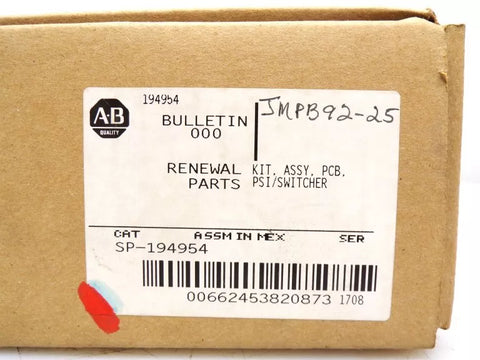 194954
JMPB92-25
A-B
QUALITY
BULLETIN
000
RENEWAL KIT, ASSY, PCB,
PARTS PSI/SWITCHER
CAT ASSM IN MEX SER
SP-194954
00662453820873 1708